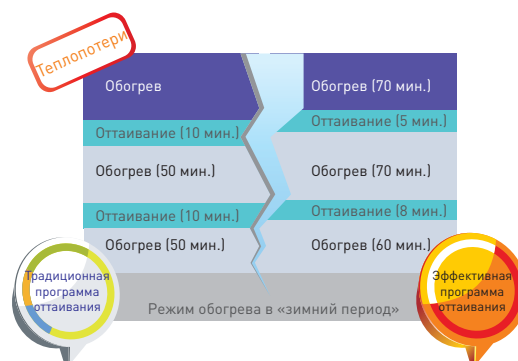 Теплопотери
Обогрев
Оттаивание (10 мин.)
Обогрев (50 мин.)
Оттаивание (10 мин.)
Обогрев (50 мин.)
Обогрев (70 мин.)
Оттаивание (5 мин.)
Обогрев (70 мин.)
Оттаивание (8 мин.)
Обогрев (60 мин.)
Традиционная
программа
оттаивания
Эффективная
программа
оттаивания
Режим обогрева в «зимний период»